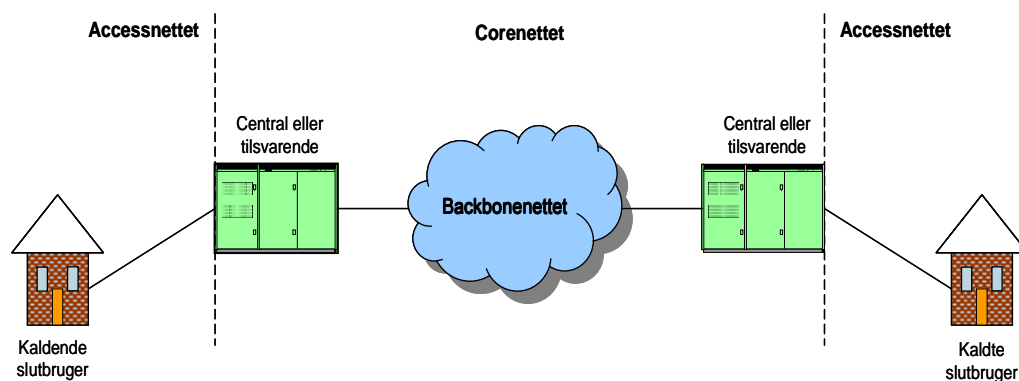 Accessnettet
Corenettet
Accessnettet
Central eller
tilsvarende
Central eller
tilsvarende
Backbonenettet
Kaldende
slutbruger
Kaldte
slutbruger